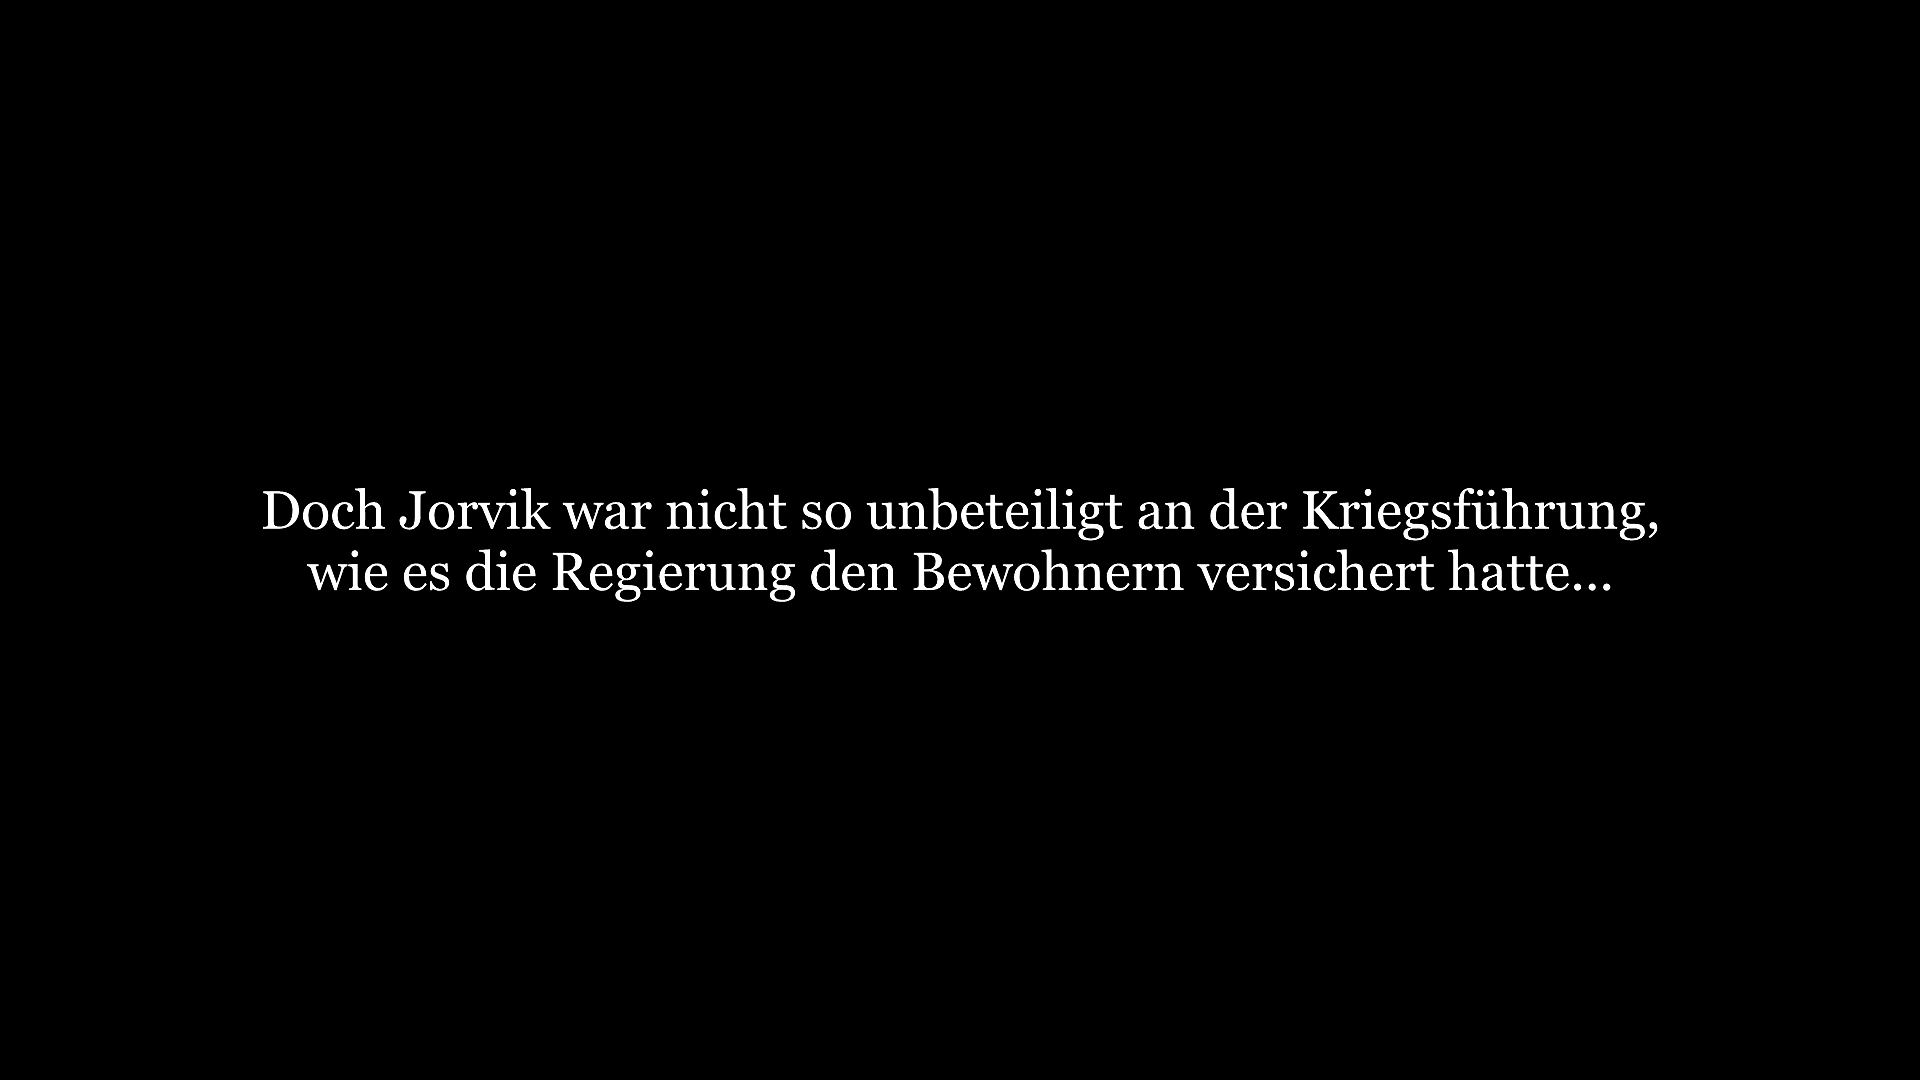 Doch Jorvik war nicht so unbeteiligt an der Kriegsführung,
wie es die Regierung den Bewohnern versichert hatte...